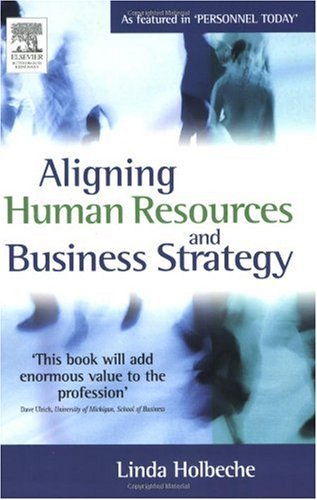 As featured in 'PERSONNEL TODAY'
ELSEVIER
Aligning
Human Resources
and
Business Strategy
'This book will add
enormous value to the
profession'
Dave Ulrich, University of Michigan, School of Business
Linda Holbeche